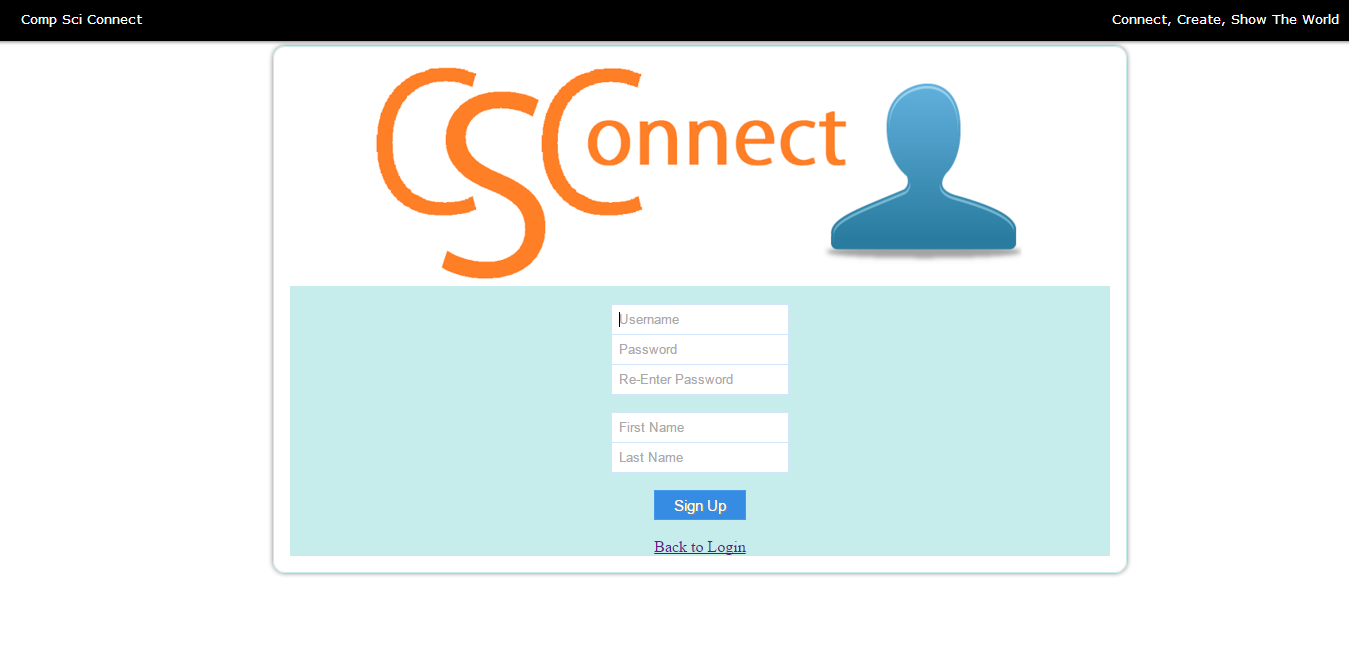 Comp Sci Connect
Connect, Create, Show The World
CSConnect
Username
Password
Re-Enter Password
First Name
Last Name
Sign Up
Back to Login